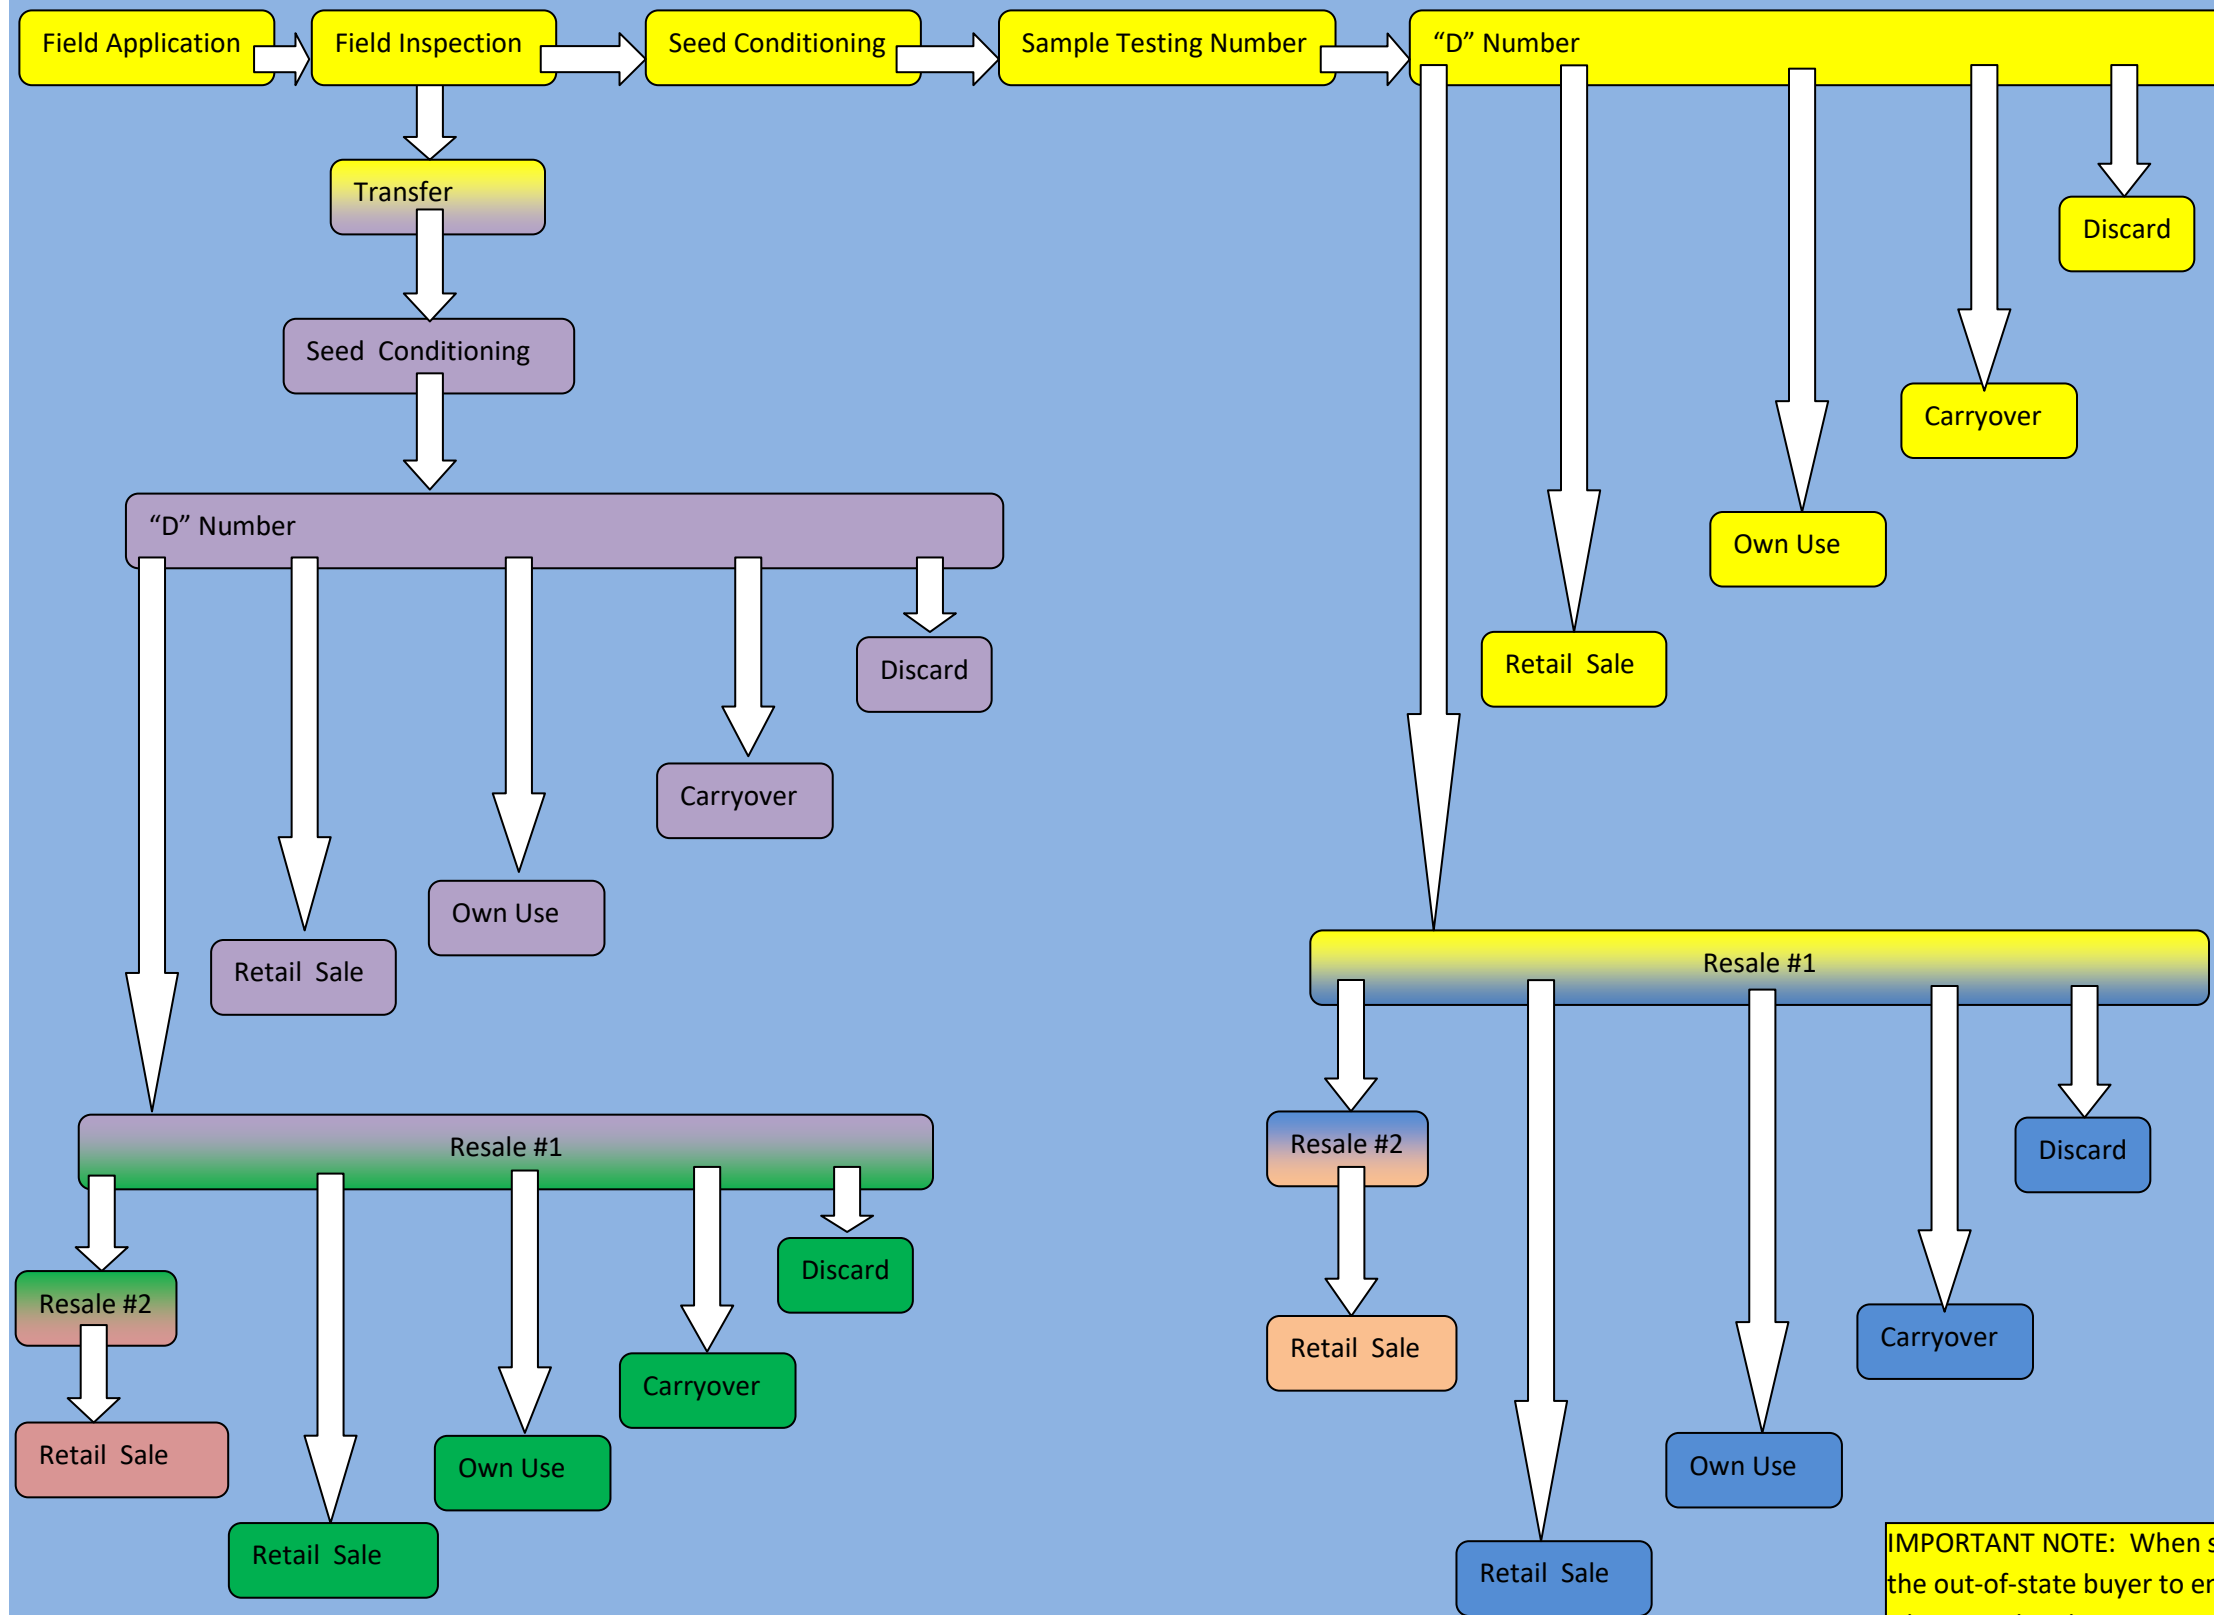 Field Application
Field Inspection
Seed Conditioning
Sample Testing Number
“D” Number
Transfer
Discard
Seed  Conditioning
Carryover
“D” Number
Own Use
Discard
Retail  Sale
Carryover
Own Use
Retail  Sale
Resale #1
Resale #1
Resale #2
Discard
Discard
Resale #2
Carryover
Retail  Sale
Carryover
Retail  Sale
Own Use
Own Use
Retail  Sale
Retail  Sale
IMPORTANT NOTE:  When s
the out-of-state buyer to er